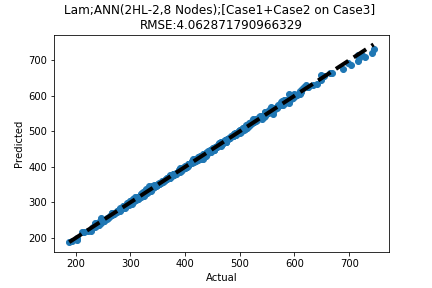 Lam;ANN(2HL-2,8 Nodes);[Case1+Case2 on Case3]
RMSE:4.062871790966329
700
600
500
400
300
200
Predicted
200 300 400 500 600 700
Actual